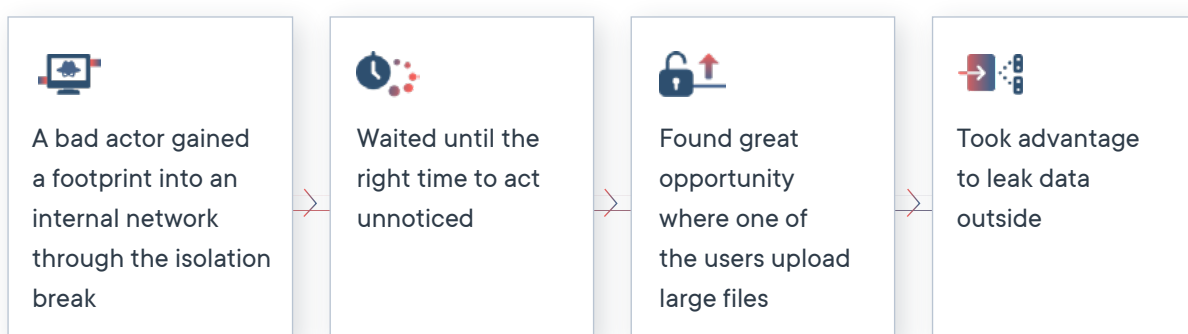 A bad actor gained
a footprint into an
internal network
through the isolation
break
Waited until the
right time to act
unnoticed
Found great
opportunity
where one of
the users upload
large files
Took advantage
to leak data
outside